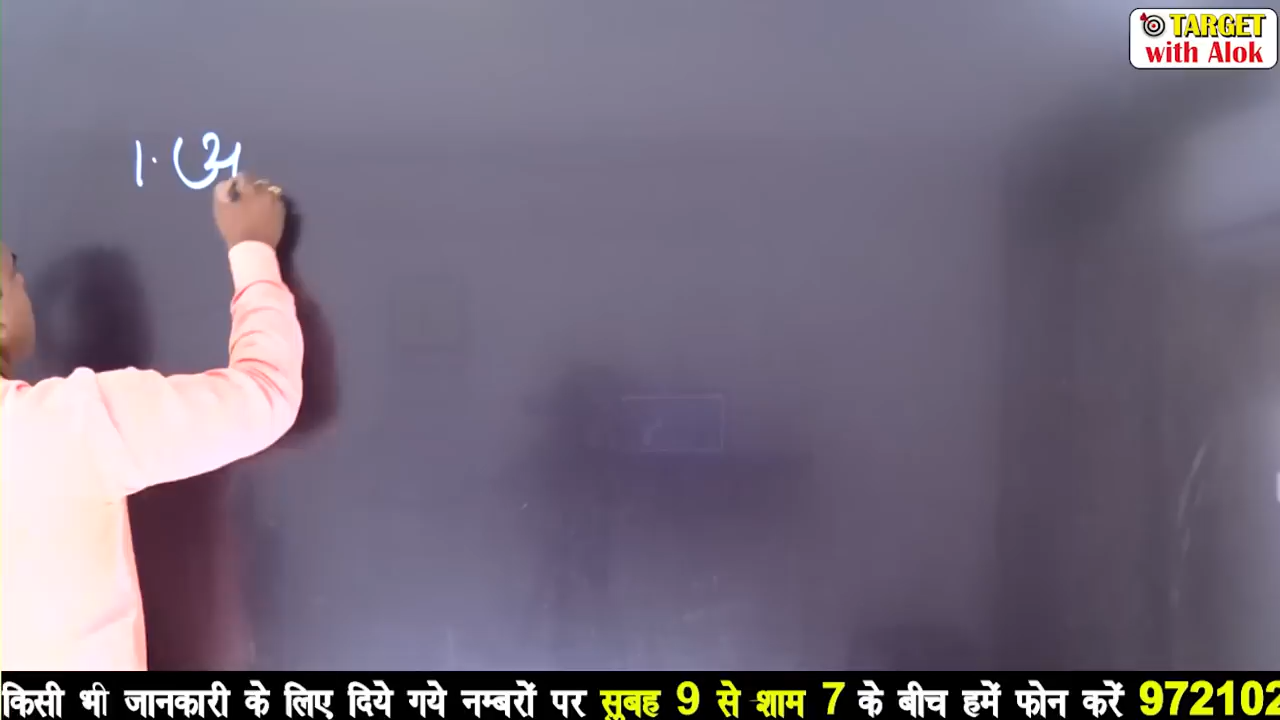 TARGET
with Alok
1. (अ
किसी भी जानकारी के लिए दिये गये नम्बरों पर सुबह 9 से शाम 7 के बीच हमें फोन करें 972102